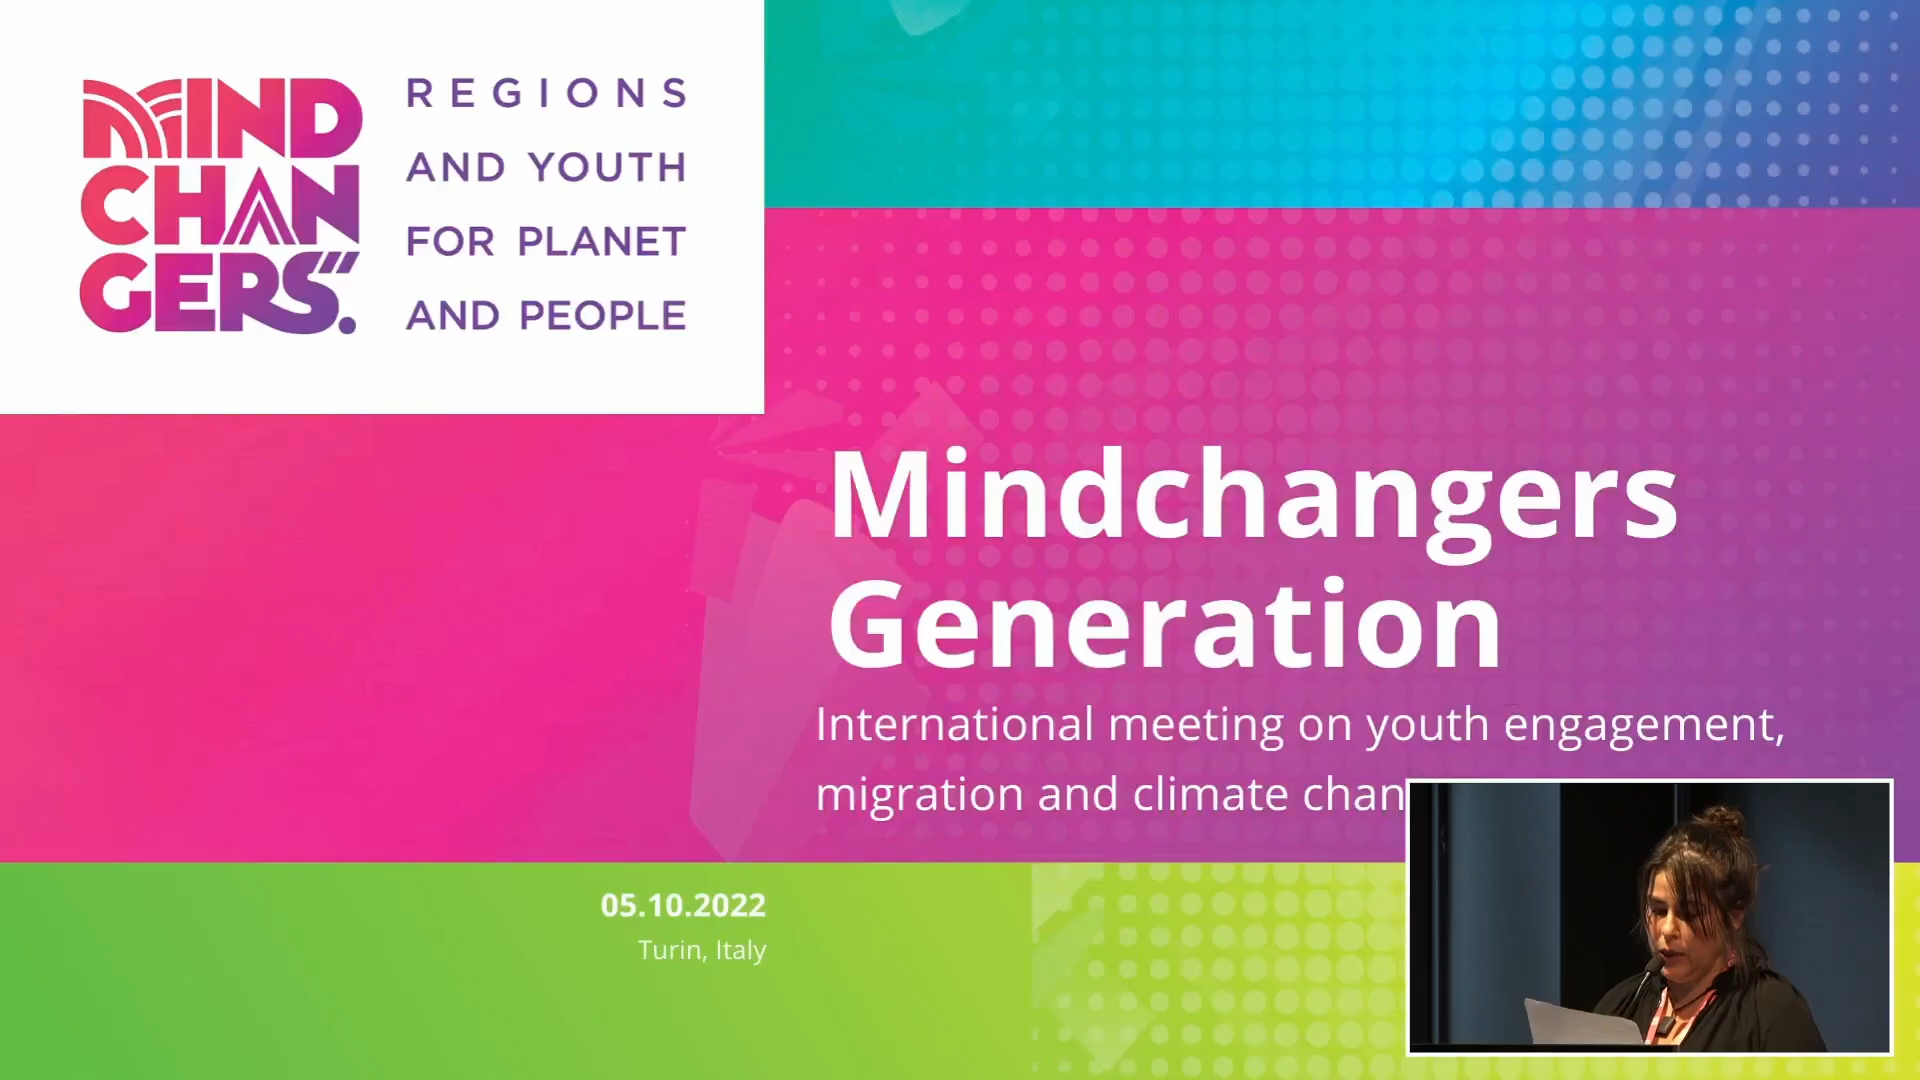 MIND
CHAN
GERS.
REGIONS
AND YOUTH
FOR PLANET
AND PEOPLE
Mindchangers
Generation
International meeting on youth engagement,
migration and climate chan
05.10.2022
Turin, Italy